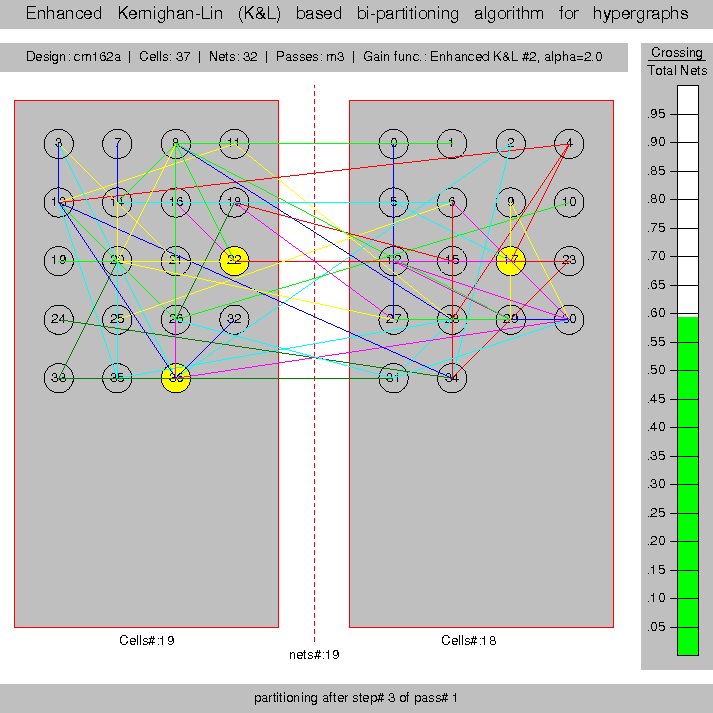 Enhanced Kernighan-Lin (K&L) based bi-partitioning algorithm for hypergraphs
Design: cm162a | Cells: 37 | Nets: 32 | Passes: m3 | Gain func.: Enhanced K&L #2, alpha=2.0
Crossing
Total Nets
.95
.90
.85
.80
.75
.70
.65
.60
.55
.50
.45
.40
.35
.30
.25
.20
.15
.10
.05
3 7 8 11 0 1 2 4
13 14 16 18 5 6 9 10
19 20 21 22 12 15 17 23
24 25 26 32 27 28 29 30
33 35 36 31 34
Cells#:19
Cells#:18
nets#:19
partitioning after step# 3 of pass# 1